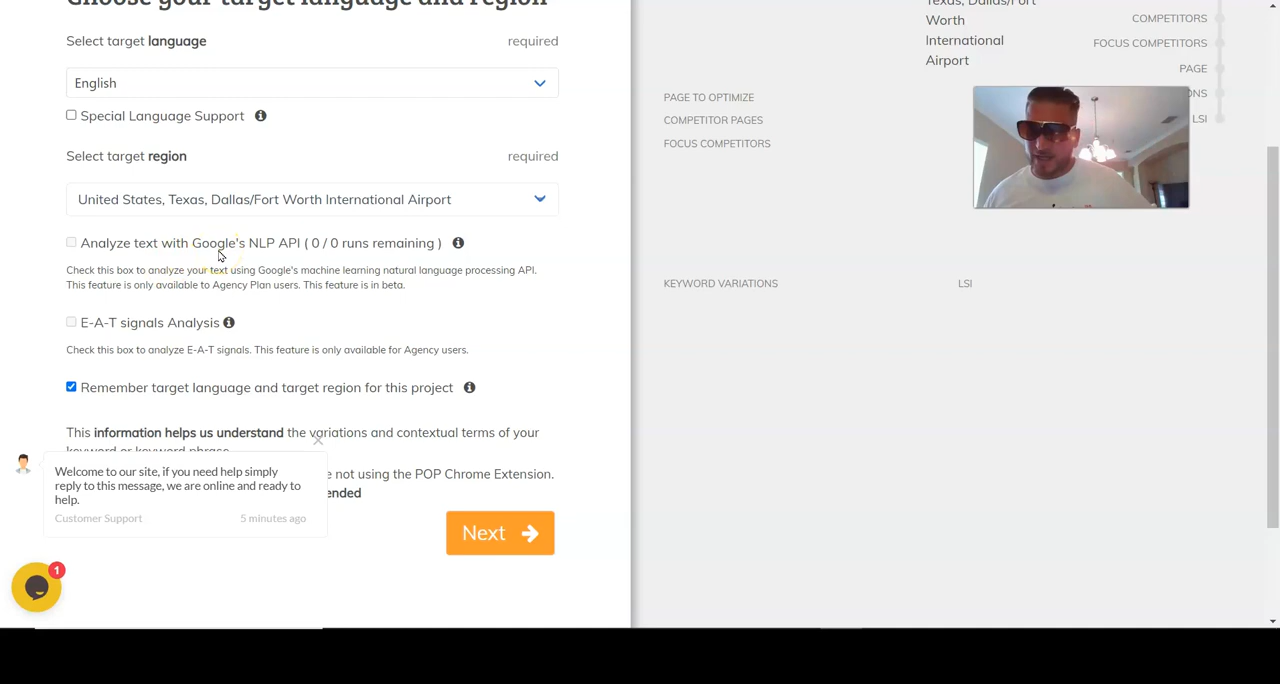 Choose your target language and region
Select target language required
English
Special Language Support
Select target region required
United States, Texas, Dallas/Fort Worth International Airport
Analyze text with Google's NLP API ( 0 / 0 runs remaining )
Check this box to analyze your text using Google's machine learning natural language processing API.
This feature is only available to Agency Plan users. This feature is in beta.
E-A-T signals Analysis
Check this box to analyze E-A-T signals. This feature is only available for Agency users.
Remember target language and target region for this project
This information helps us understand the variations and contextual terms of your
keyword or keyword phrase.
not using the POP Chrome Extension.
Welcome to our site, if you need help simply
reply to this message, we are online and ready to
help.
Customer Support 5 minutes ago
Next
1
Texas, Dallas/Fort
Worth
International
Airport
PAGE TO OPTIMIZE
COMPETITOR PAGES
FOCUS COMPETITORS
KEYWORD VARIATIONS LSI
COMPETITORS
FOCUS COMPETITORS
PAGE
LSI